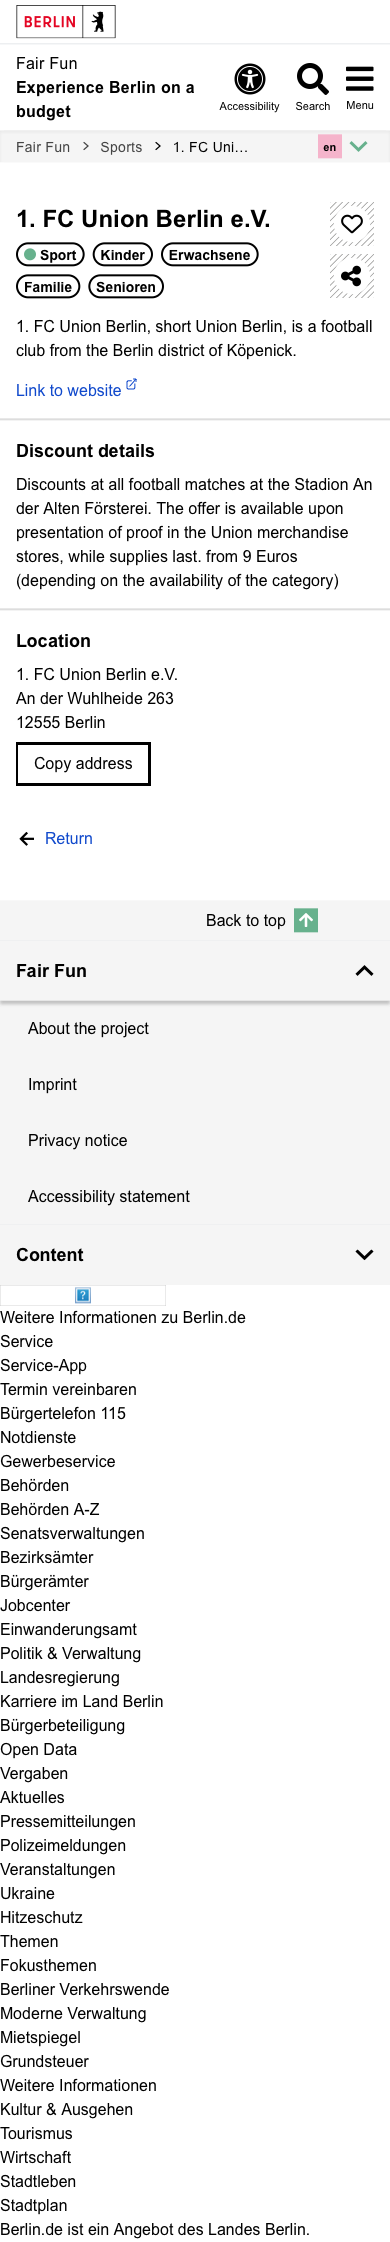 BERLIN
Fair Fun
Experience Berlin on a
budget
Accessibility
Search
Menu
Fair Fun
Sports
1. FC Uni…
en
1. FC Union Berlin e.V.
Sport
Kinder
Erwachsene
Familie
Senioren
1. FC Union Berlin, short Union Berlin, is a football
club from the Berlin district of Köpenick.
Link to website
Discount details
Discounts at all football matches at the Stadion An
der Alten Försterei. The offer is available upon
presentation of proof in the Union merchandise
stores, while supplies last. from 9 Euros
(depending on the availability of the category)
Location
1. FC Union Berlin e.V.
An der Wuhlheide 263
12555 Berlin
Copy address
Return
Back to top
Fair Fun
About the project
Imprint
Privacy notice
Accessibility statement
Content
?
Weitere Informationen zu Berlin.de
Service
Service-App
Termin vereinbaren
Bürgertelefon 115
Notdienste
Gewerbeservice
Behörden
Behörden A-Z
Senatsverwaltungen
Bezirksämter
Bürgerämter
Jobcenter
Einwanderungsamt
Politik & Verwaltung
Landesregierung
Karriere im Land Berlin
Bürgerbeteiligung
Open Data
Vergaben
Aktuelles
Pressemitteilungen
Polizeimeldungen
Veranstaltungen
Ukraine
Hitzeschutz
Themen
Fokusthemen
Berliner Verkehrswende
Moderne Verwaltung
Mietspiegel
Grundsteuer
Weitere Informationen
Kultur & Ausgehen
Tourismus
Wirtschaft
Stadtleben
Stadtplan
Berlin.de ist ein Angebot des Landes Berlin.